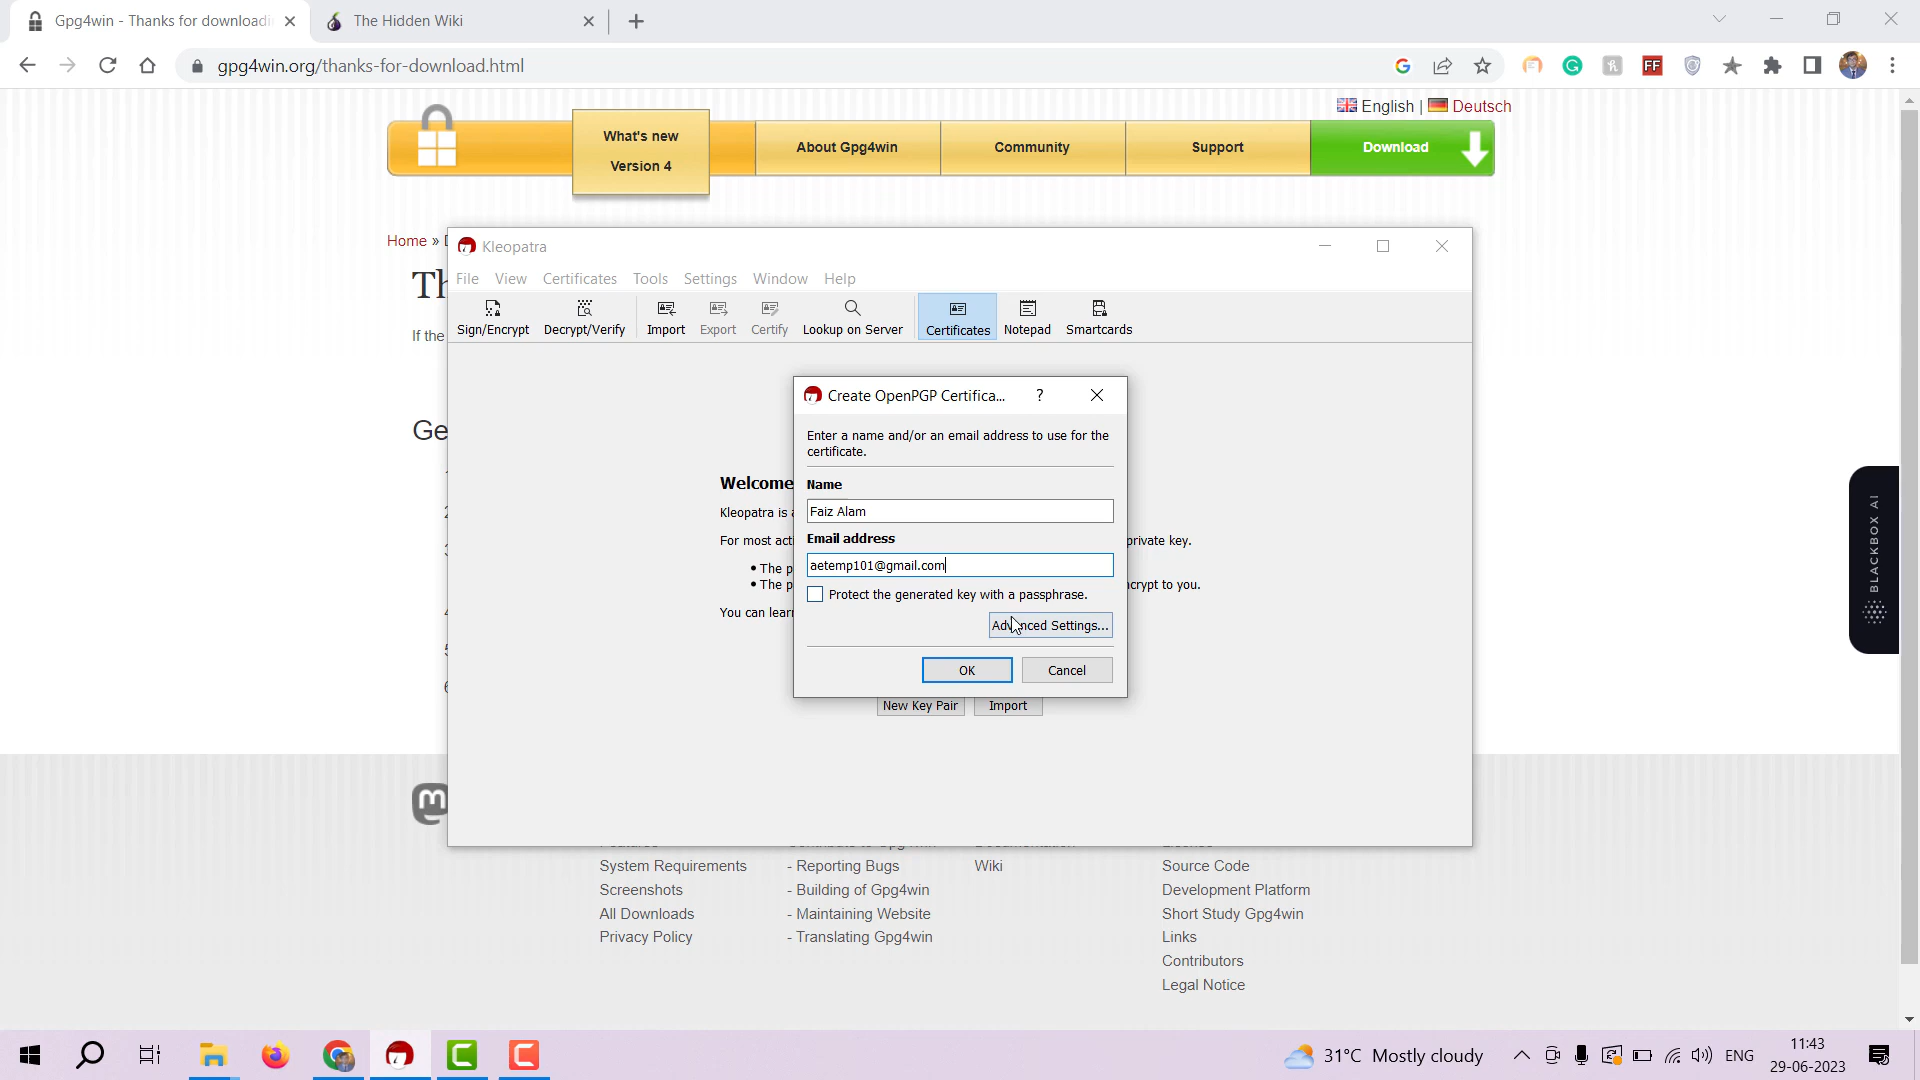 Gpg4win - Thanks for downloadi
The Hidden Wiki
gpg4win.org/thanks-for-download.html
English | Deutsch
What's new
Version 4
About Gpg4win
Community
Support
Download
Home »
Th
If the
Ge
Kleopatra
File View Certificates Tools Settings Window Help
Sign/Encrypt Decrypt/Verify Import Export Certify Lookup on Server Certificates Notepad Smartcards
Welcome
Kleopatra is
For most acti private key.
• The p
• The p crypt to you.
You can lear
Create OpenPGP Certifica...
Enter a name and/or an email address to use for the
certificate.
Name
Faiz Alam
Email address
aetemp101@gmail.com
Protect the generated key with a passphrase.
Advanced Settings...
OK Cancel
New Key Pair Import
BLACKBOX AI
System Requirements
Screenshots
All Downloads
Privacy Policy
- Reporting Bugs
- Building of Gpg4win
- Maintaining Website
- Translating Gpg4win
Wiki
Source Code
Development Platform
Short Study Gpg4win
Links
Contributors
Legal Notice
31°C Mostly cloudy
ENG
11:43
29-06-2023